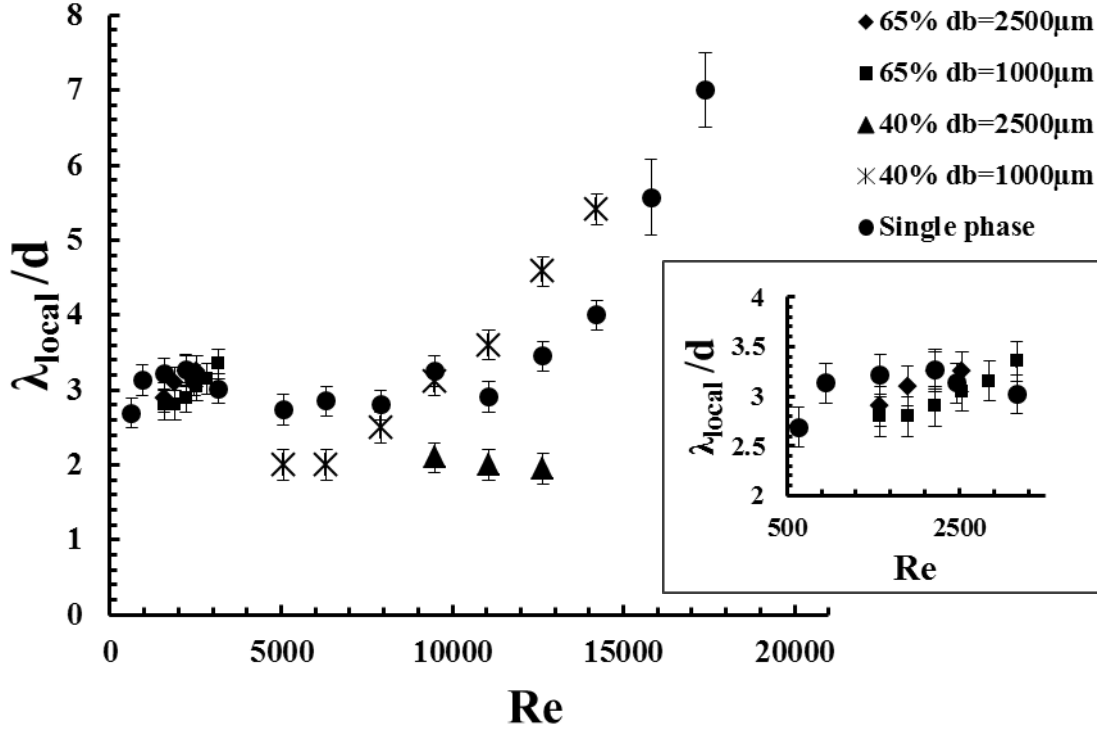 8
7
6
5
4
3
2
1
0
λlocal/d
0
5000
10000
15000
20000
Re
65% db=2500μm
65% db=1000μm
40% db=2500μm
40% db=1000μm
Single phase
4
3.5
3
2.5
2
λlocal/d
500
2500
Re